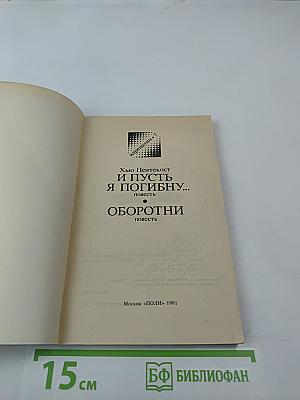 Хью Пентекост
И ПУСТЬ
Я ПОГИБНУ...
повесть
•
ОБОРОТНИ
повесть
Москва «ПОЛИ» 1991
15 см
БФ БИБЛИОФАН